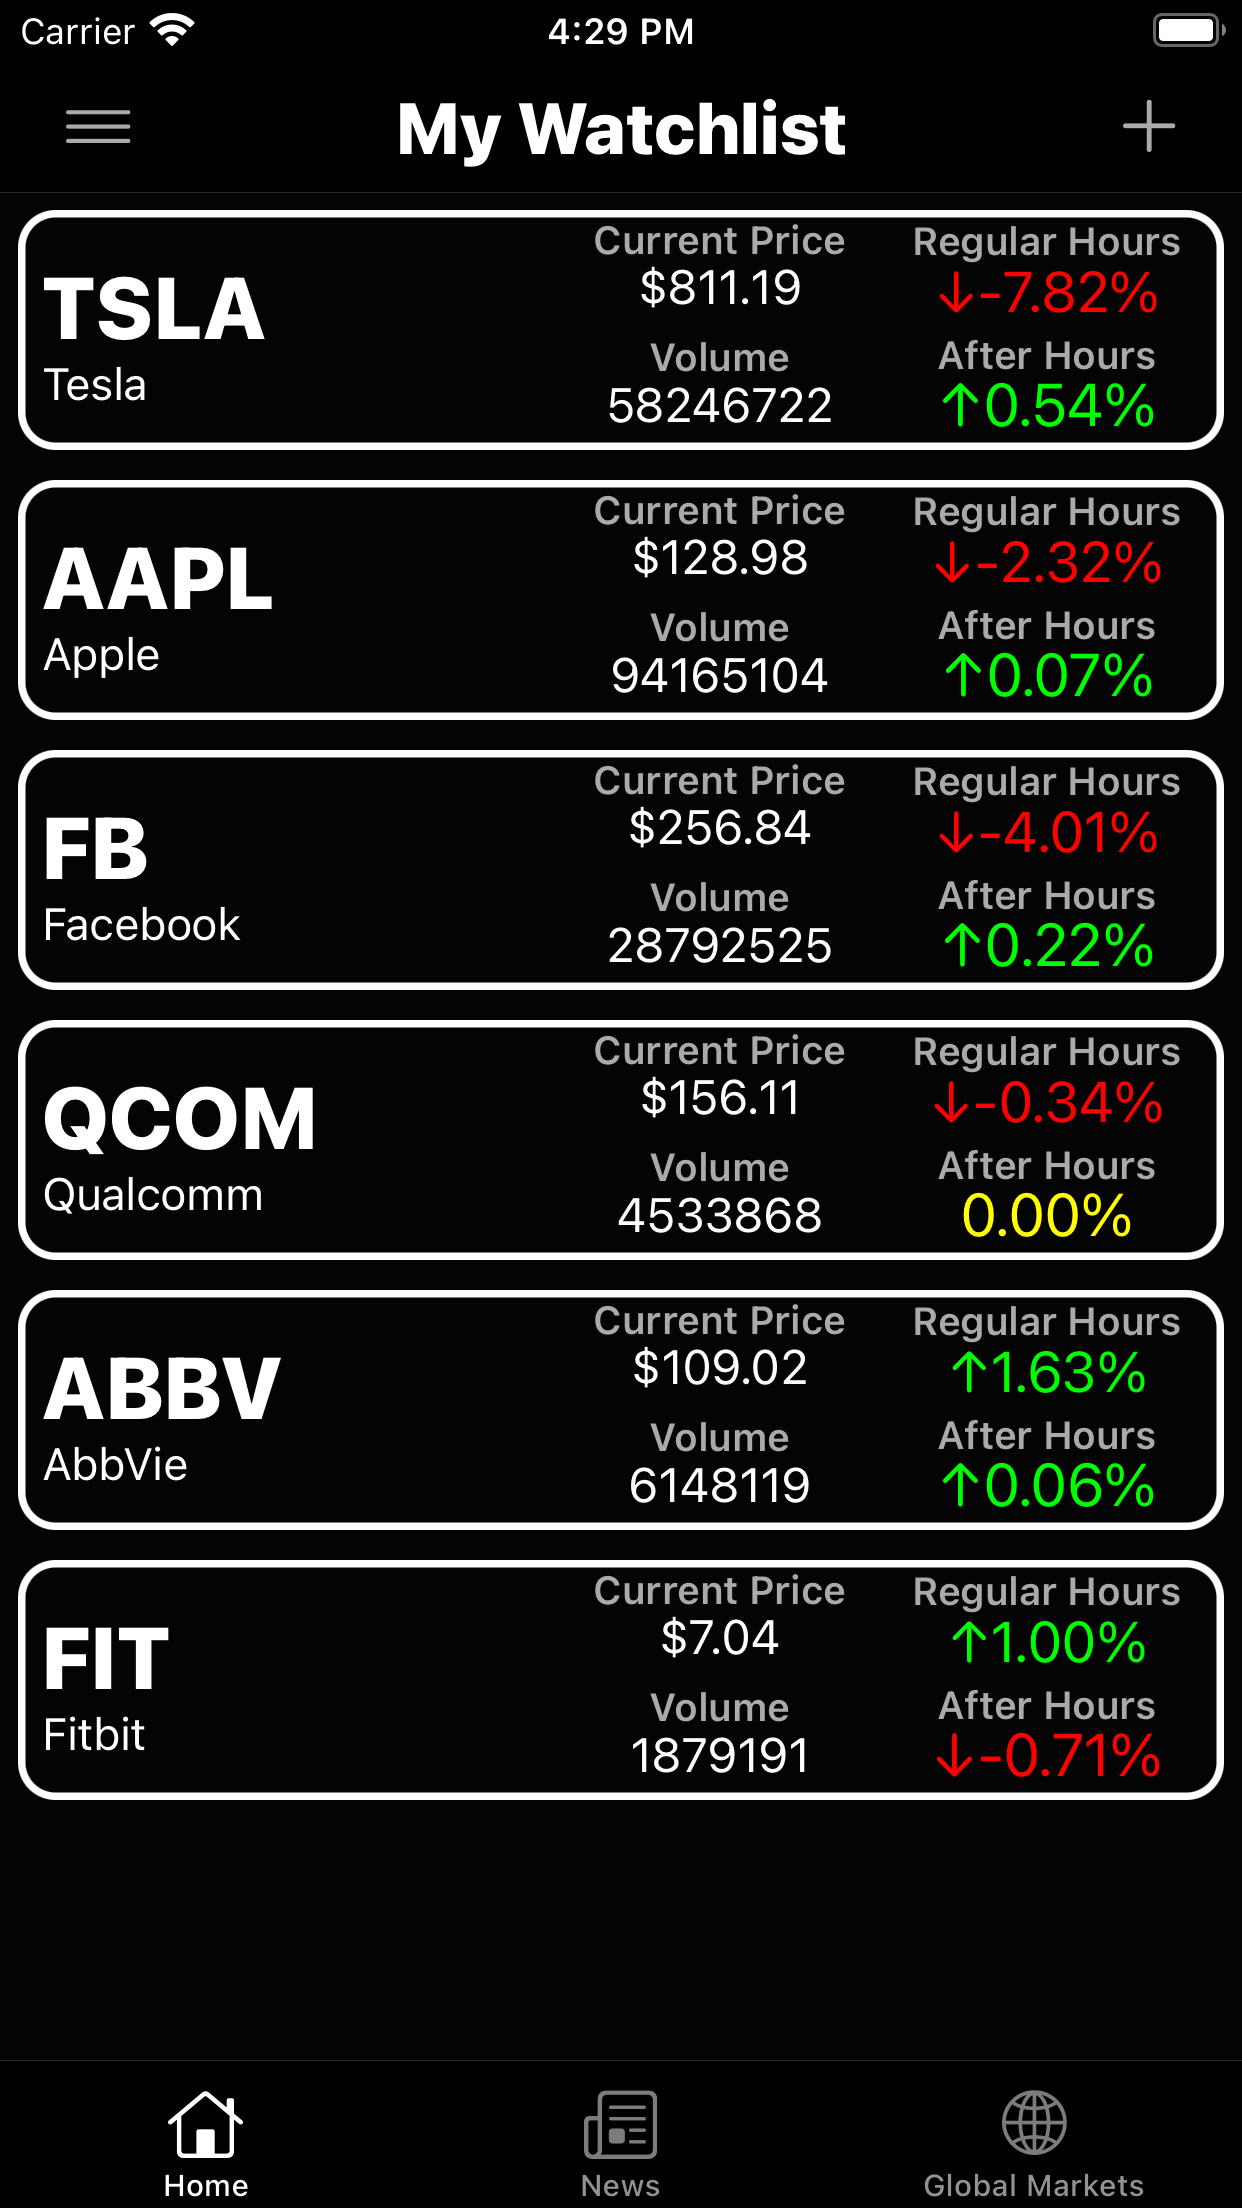 Carrier 4:29 PM
My Watchlist
TSLA
Tesla
Current Price
$811.19
Volume
58246722
Regular Hours
↓-7.82%
After Hours
↑0.54%
AAPL
Apple
Current Price
$128.98
Volume
94165104
Regular Hours
↓-2.32%
After Hours
↑0.07%
FB
Facebook
Current Price
$256.84
Volume
28792525
Regular Hours
↓-4.01%
After Hours
↑0.22%
QCOM
Qualcomm
Current Price
$156.11
Volume
4533868
Regular Hours
↓-0.34%
After Hours
0.00%
ABBV
AbbVie
Current Price
$109.02
Volume
6148119
Regular Hours
↑1.63%
After Hours
↑0.06%
FIT
Fitbit
Current Price
$7.04
Volume
1879191
Regular Hours
↑1.00%
After Hours
↓-0.71%
Home News Global Markets